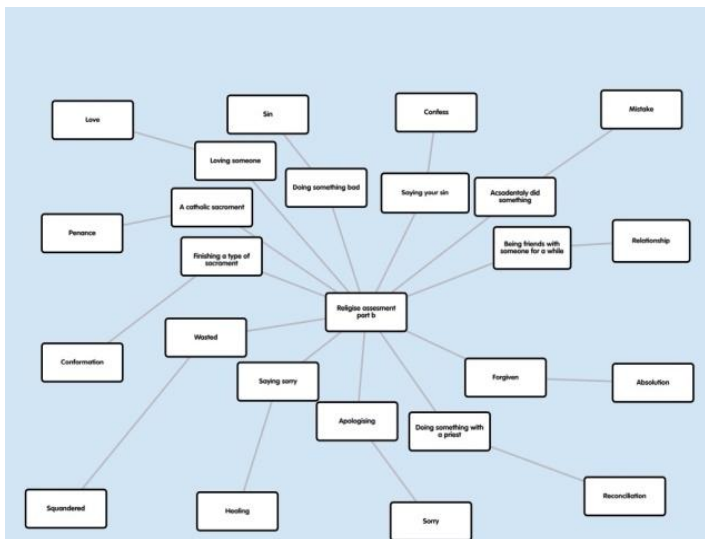 Love
Sin
Confess
Mistake
Loving someone
Doing something bad
Saying your sin
Acsadentaly did
something
A catholic sacrament
Penance
Finishing a type of
sacrament
Being friends with
someone for a while
Relationship
Religise assesment
part b
Wasted
Conformation
Saying sorry
Forgiven
Absolution
Apologising
Doing something with
a priest
Squandered
Healing
Sorry
Reconciliation